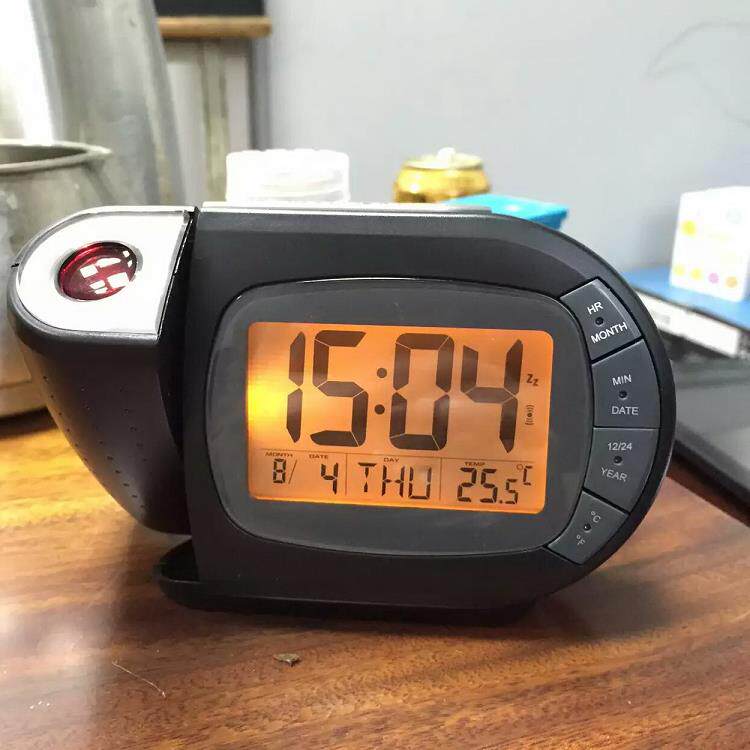 15:04
Zz
MONTH DATE DAY TEMP
8/ 4 THU 25.5°C
HR
MONTH
MIN
DATE
12/24
YEAR
°C
°F